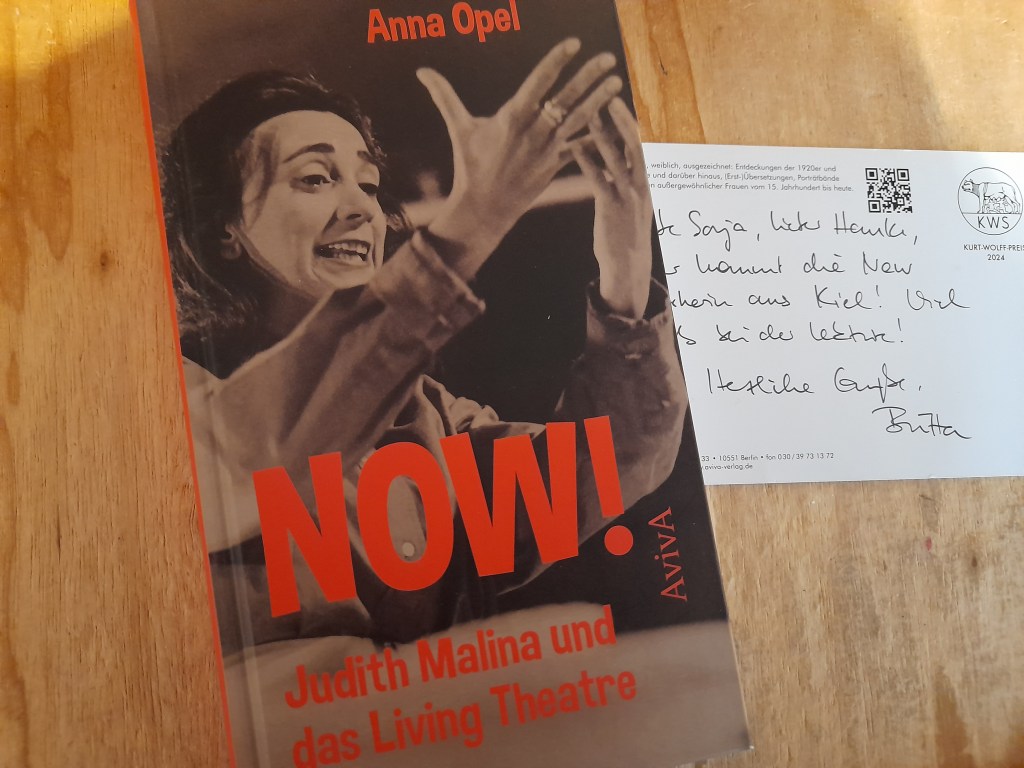 Anna Opel
NOW!
Judith Malina und
das Living Theatre
AvivA
weiblich, ausgezeichnet: Entdeckungen der 1920er und
und darüber hinaus, (Erst-)Übersetzungen, Porträtbände
außergewöhnlicher Frauen vom 15. Jahrhundert bis heute.
KWS
KURT-WOLFF-PREIS
2024
Sonja, lieber Hauke,
kommt die New
aus Kiel! Viel
bei der Lektüre!
Herzliche Grüße,
Britta
33 • 10551 Berlin • fon 030/39 73 13 72
aviva-verlag.de